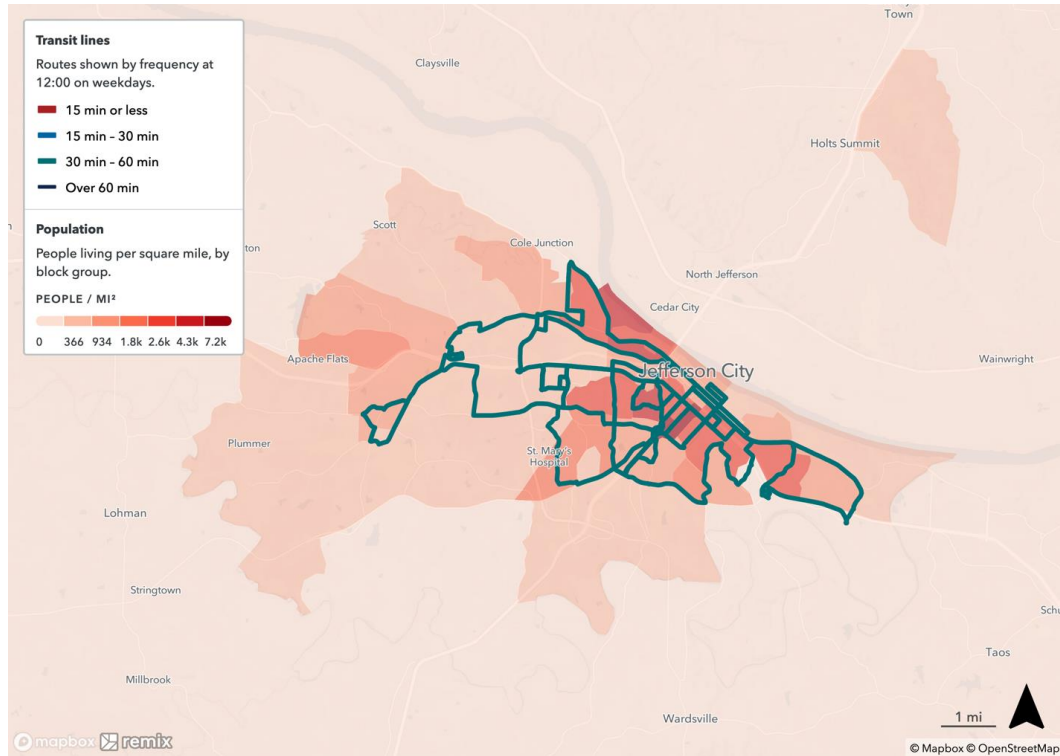 Transit lines
Routes shown by frequency at
12:00 on weekdays.
15 min or less
15 min – 30 min
30 min – 60 min
Over 60 min
Population
People living per square mile, by
block group.
PEOPLE / MI²
0 366 934 1.8k 2.6k 4.3k 7.2k
Town
Claysville
Holts Summit
Scott
ton
Cole Junction
North Jefferson
Cedar City
Apache Flats
Jefferson City
Wainwright
Plummer
St. Mary's
Hospital
Lohman
Stringtown
Schu
Taos
Millbrook
Wardsville
1 mi
mapbox remix
© Mapbox © OpenStreetMap